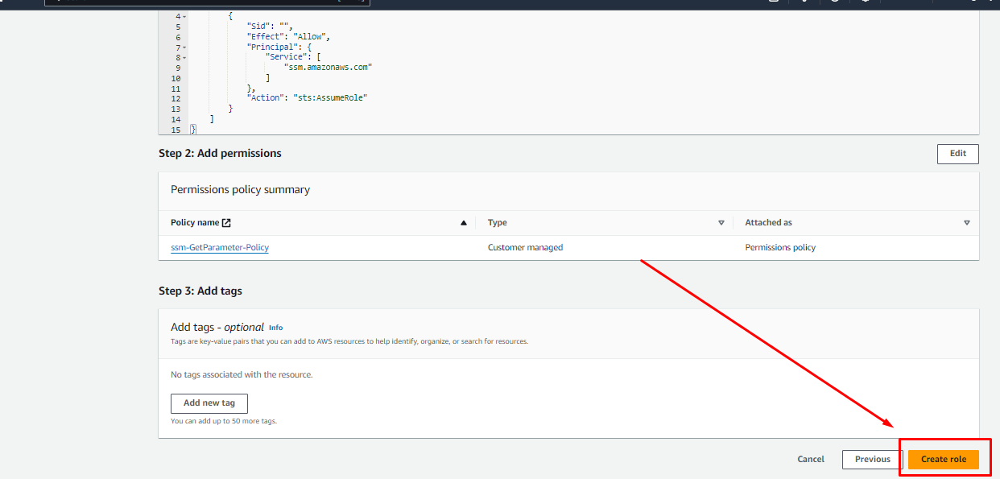 4
{
5
"Sid": "",
6
"Effect": "Allow",
7
"Principal": {
8
"Service": [
9
"ssm.amazonaws.com"
10
]
11
},
12
"Action": "sts:AssumeRole"
13
}
14
]
15
}
Step 2: Add permissions
Edit
Permissions policy summary
Policy name
Type
Attached as
ssm-GetParameter-Policy
Customer managed
Permissions policy
Step 3: Add tags
Add tags - optional Info
Tags are key-value pairs that you can add to AWS resources to help identify, organize, or search for resources.
No tags associated with the resource.
Add new tag
You can add up to 50 more tags.
Cancel
Previous
Create role